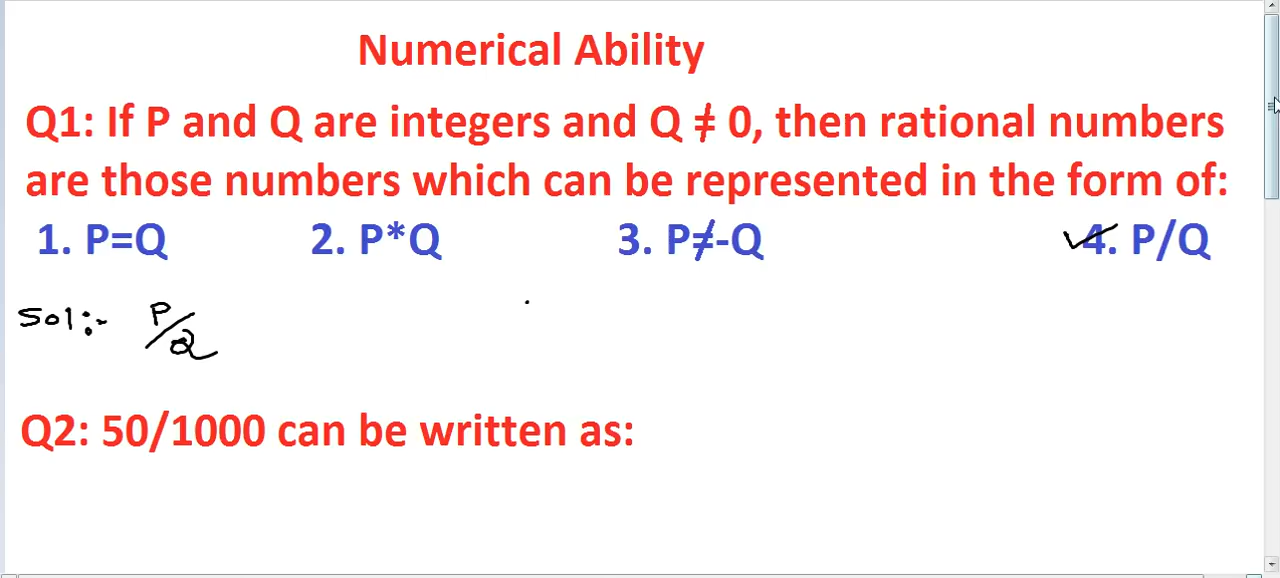 Numerical Ability
Q1: If P and Q are integers and Q ≠ 0, then rational numbers
are those numbers which can be represented in the form of:
1. P=Q 2. P*Q 3. P≠-Q 4. P/Q
Sol:- P/Q
Q2: 50/1000 can be written as: